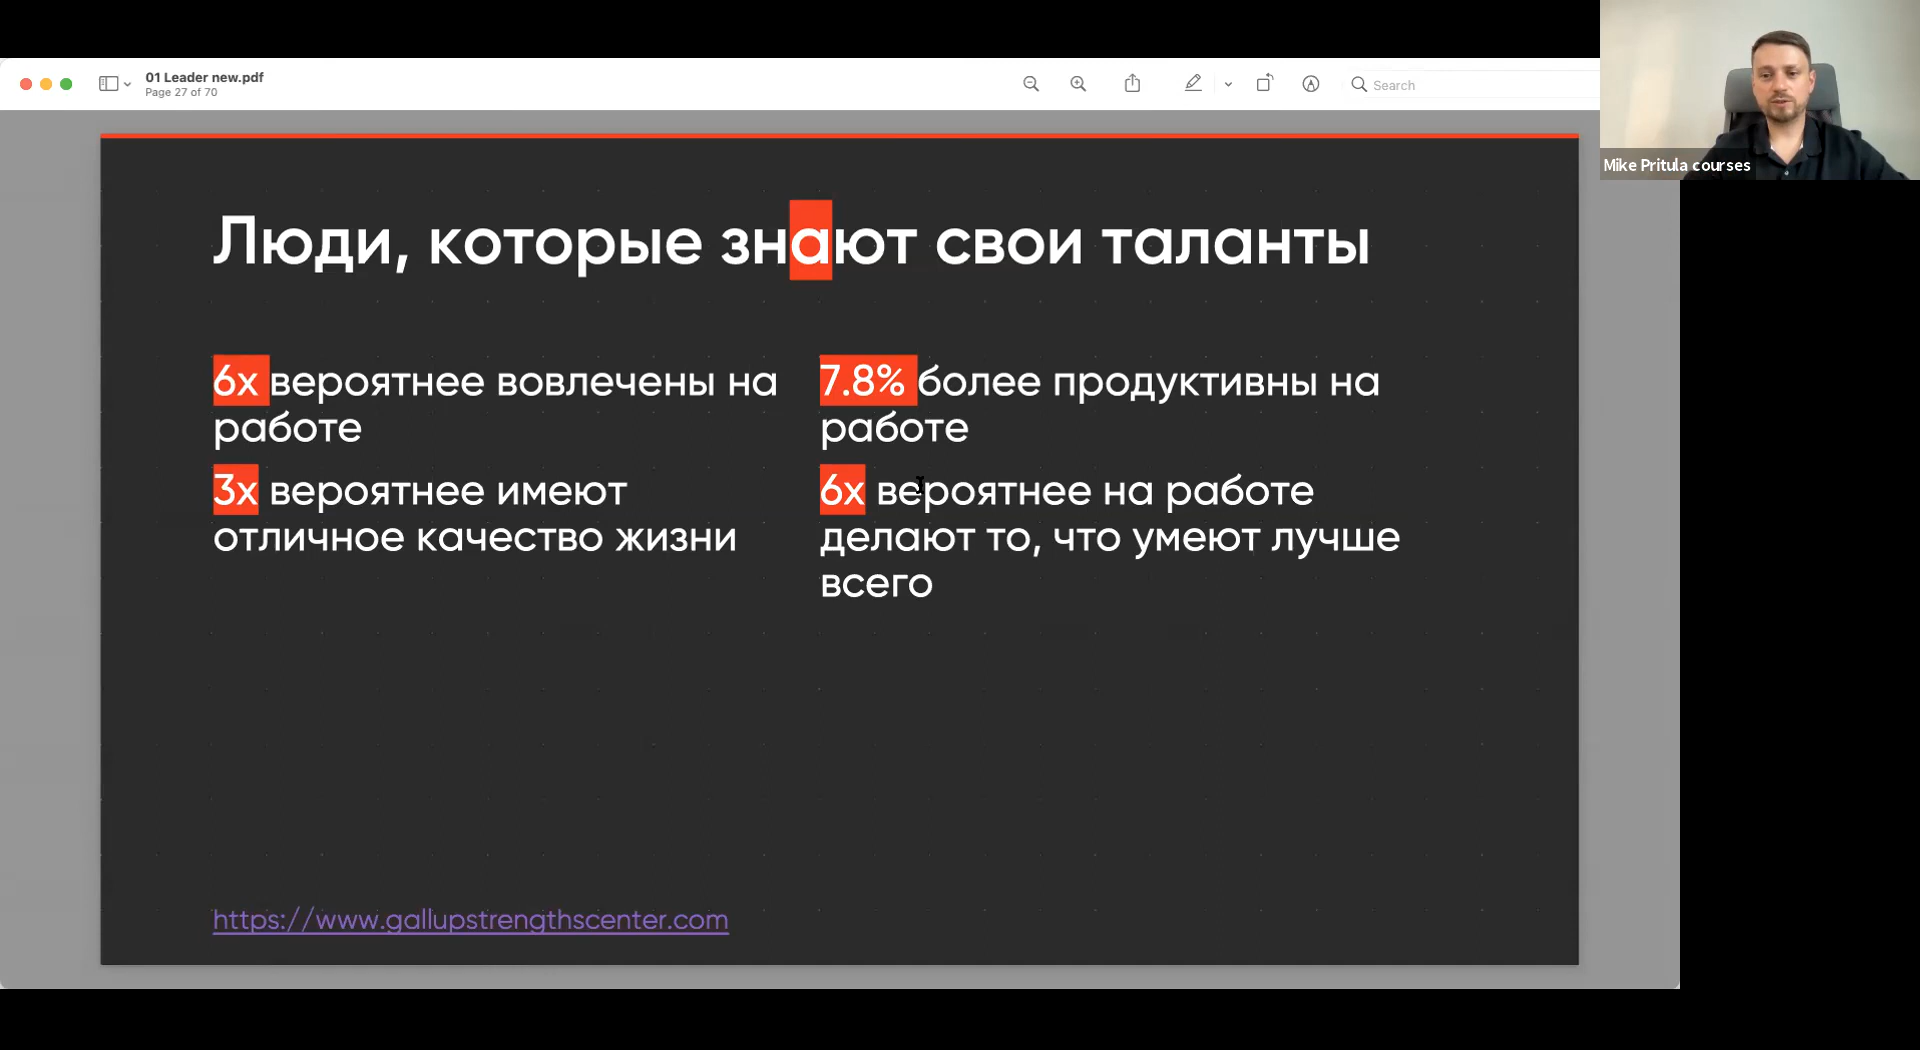 01 Leader new.pdf
Page 27 of 70
Search
Mike Pritula courses
Люди, которые знают свои таланты
6x вероятнее вовлечены на
работе
3x вероятнее имеют
отличное качество жизни
7.8% более продуктивны на
работе
6x вероятнее на работе
делают то, что умеют лучше
всего
https://www.gallupstrengthscenter.com